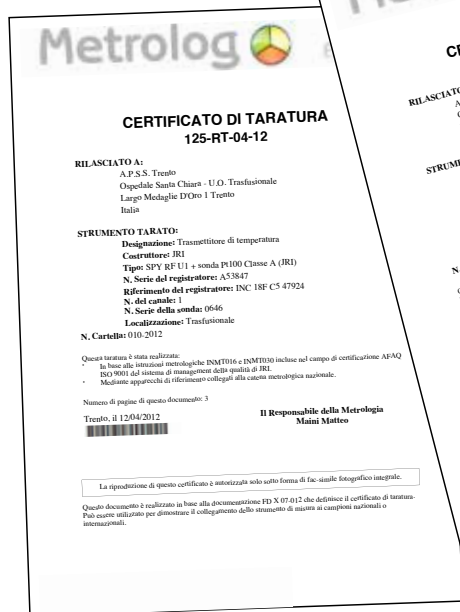 Metrolog
CERTIFICATO DI TARATURA
125-RT-04-12
RILASCIATO A:
A.P.S.S. Trento
Ospedale Santa Chiara - U.O. Trasfusionale
Largo Medaglie D'Oro 1 Trento
Italia
STRUMENTO TARATO:
Designazione: Trasmettitore di temperatura
Costruttore: JRI
Tipo: SPY RF U1 + sonda Pt100 Classe A (JRI)
N. Serie del registratore: A53847
Riferimento del registratore: INC 18F C5 47924
N. del canale: 1
N. Serie della sonda: 0646
Localizzazione: Trasfusionale
N. Cartella: 010-2012
Questa taratura è stata realizzata:
In base alle istruzioni metrologiche INMT016 e INMT030 incluse nel campo di certificazione AFAQ
ISO 9001 del sistema di management della qualità di JRI.
Mediante apparecchi di riferimento collegati alla catena metrologica nazionale.
Numero di pagine di questo documento: 3
Trento, il 12/04/2012
Il Responsabile della Metrologia
Maini Matteo
La riproduzione di questo certificato è autorizzata solo sotto forma di fac-simile fotografico integrale.
Questo documento è realizzato in base alla documentazione FD X 07-012 che definisce il certificato di taratura.
Può essere utilizzato per dimostrare il collegamento dello strumento di misura ai campioni nazionali o
internazionali.